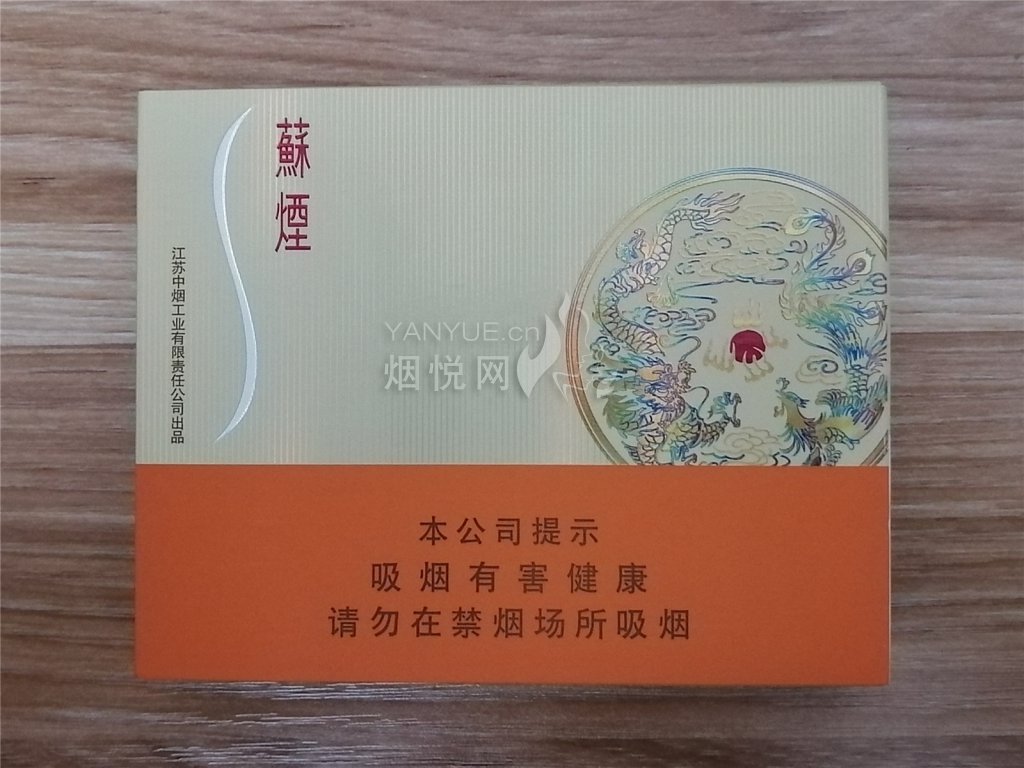 蘇煙
江苏中烟工业有限责任公司出品
YANYUE.cn
烟悦网
本公司提示
吸烟有害健康
请勿在禁烟场所吸烟